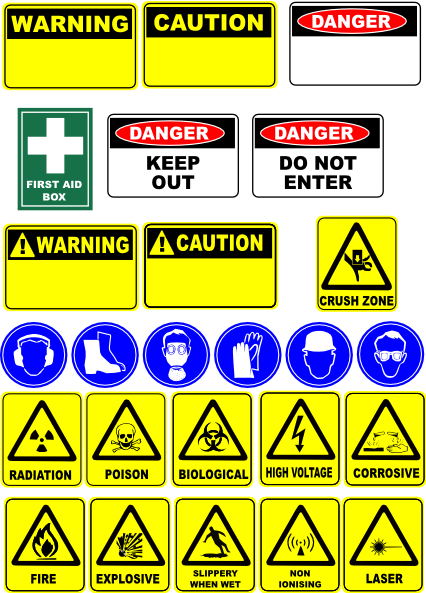 WARNING
CAUTION
DANGER
FIRST AID
BOX
DANGER
KEEP
OUT
DANGER
DO NOT
ENTER
WARNING
CAUTION
CRUSH ZONE
RADIATION
POISON
BIOLOGICAL
HIGH VOLTAGE
CORROSIVE
FIRE
EXPLOSIVE
SLIPPERY
WHEN WET
NON
IONISING
LASER